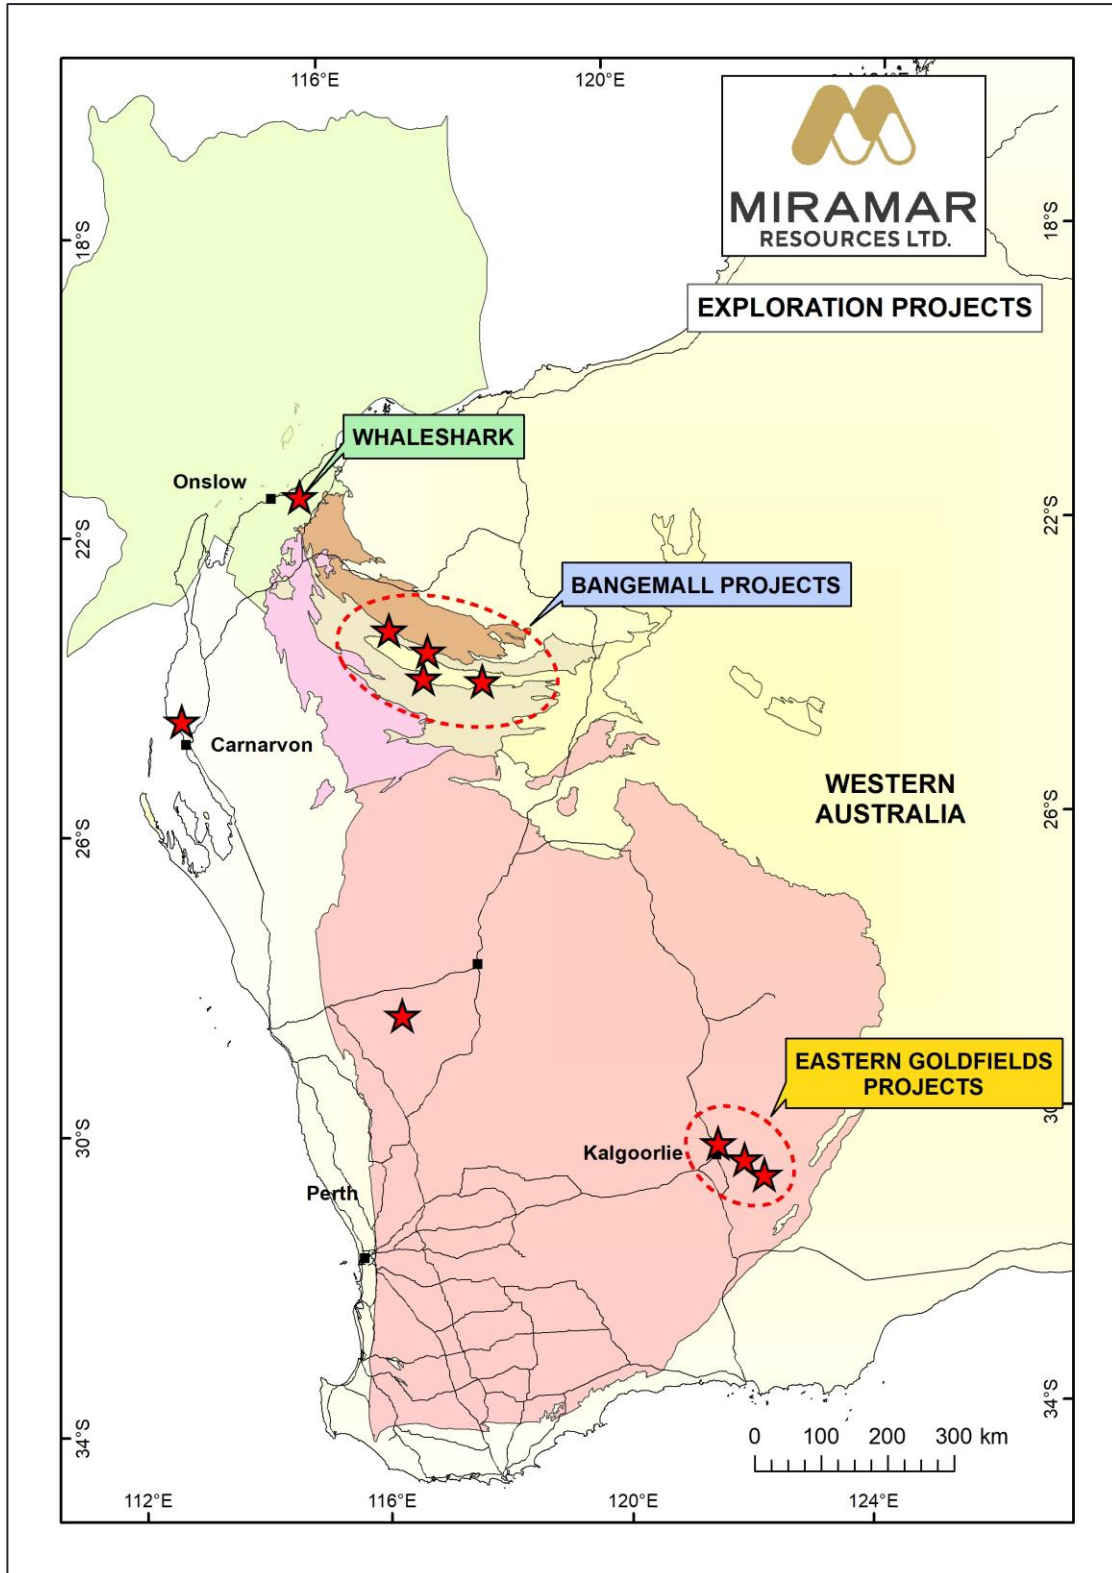 116°E
120°E
MIRAMAR
RESOURCES LTD.
18°S
18°S
EXPLORATION PROJECTS
WHALESHARK
Onslow
22°S
22°S
BANGEMALL PROJECTS
Carnarvon
WESTERN
AUSTRALIA
26°S
26°S
EASTERN GOLDFIELDS
PROJECTS
30°S
Kalgoorlie
Perth
34°S
34°S
0 100 200 300 km
112°E
116°E
120°E
124°E